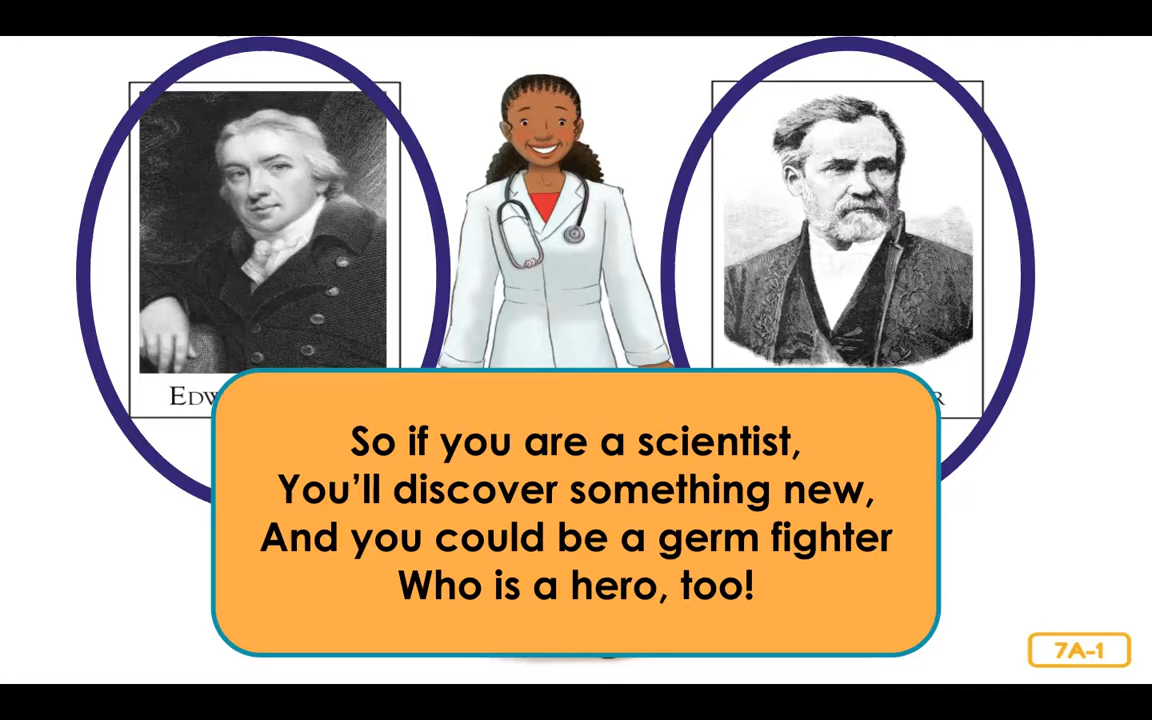 So if you are a scientist,
You'll discover something new,
And you could be a germ fighter
Who is a hero, too!
7A-1